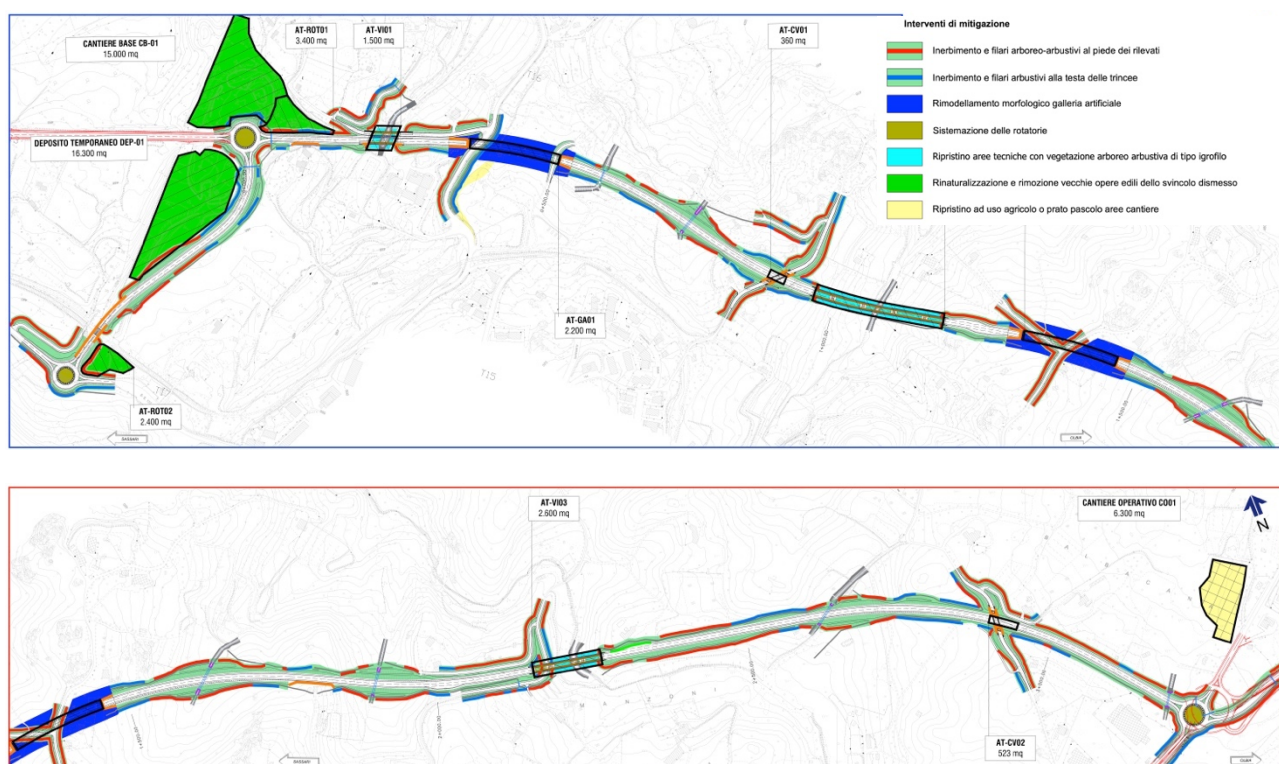 CANTIERE BASE CB-01
15.000 mq
AT-ROT01
3.400 mq
AT-VI01
1.500 mq
AT-CV01
360 mq
Interventi di mitigazione
Inerbimento e filari arboreo-arbustivi al piede dei rilevati
Inerbimento e filari arbustivi alla testa delle trincee
Rimodellamento morfologico galleria artificiale
Sistemazione delle rotatorie
Ripristino aree tecniche con vegetazione arboreo arbustiva di tipo igrofilo
Rinaturalizzazione e rimozione vecchie opere edili dello svincolo dismesso
Ripristino ad uso agricolo o prato pascolo aree cantiere
DEPOSITO TEMPORANEO DEP-01
16.300 mq
T16
AT-GA01
2.200 mq
T15
AT-ROT02
2.400 mq
AT-VI03
2.600 mq
CANTIERE OPERATIVO CO01
6.300 mq
N
MANZONI
AT-CV02
523 mq